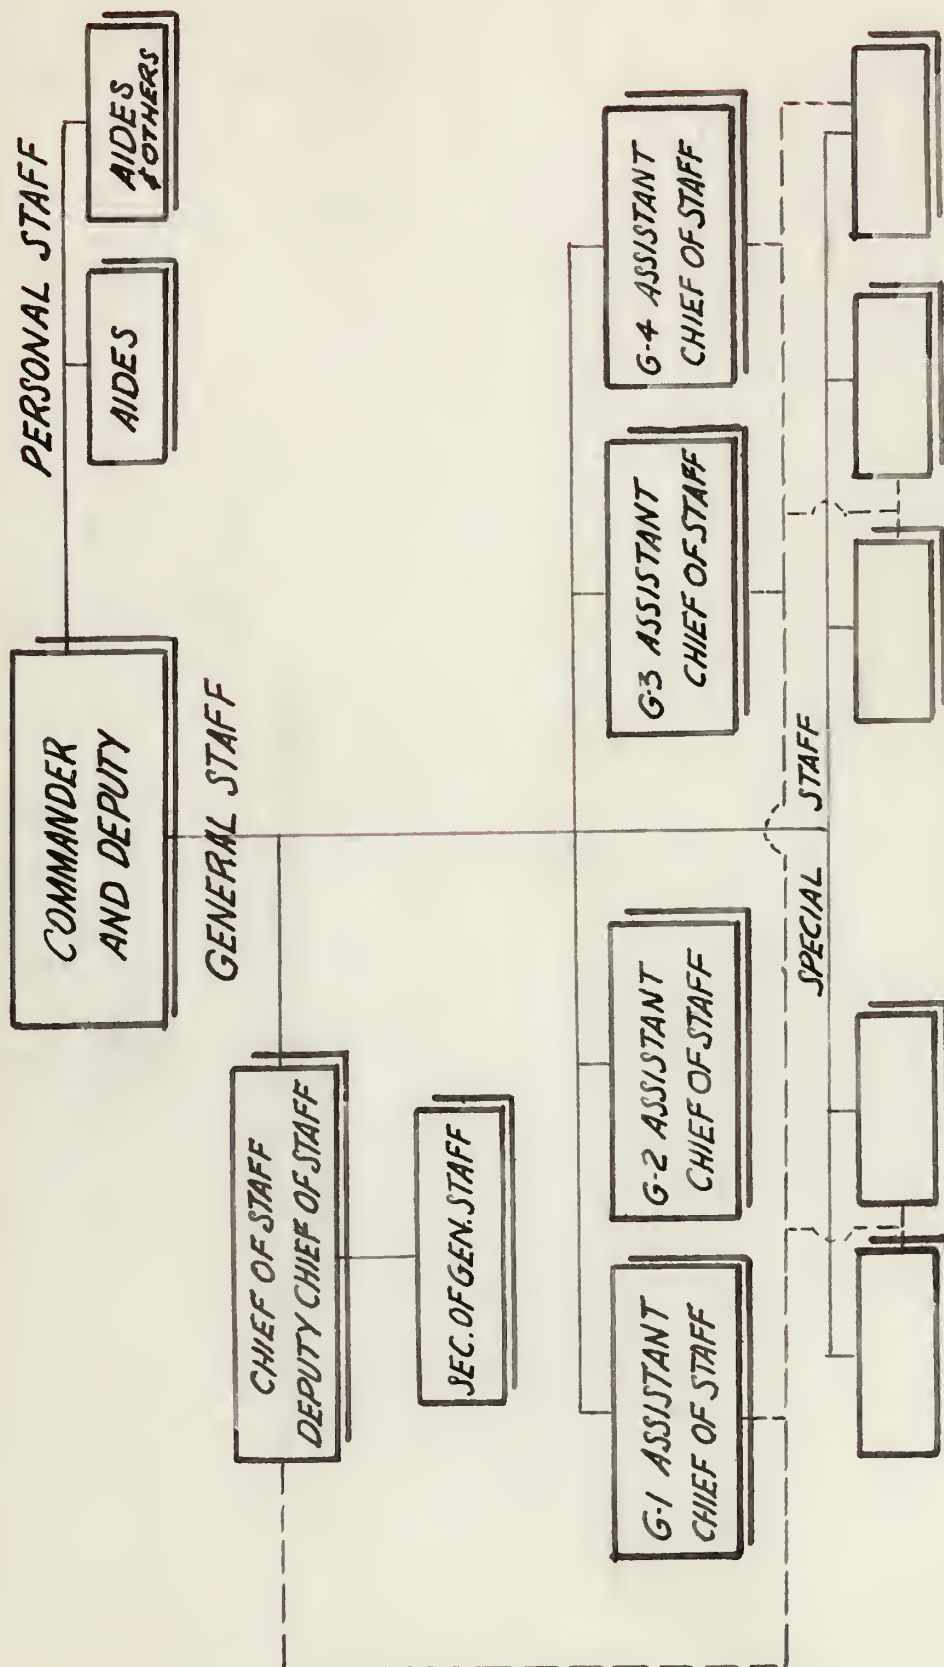 PERSONAL STAFF
COMMANDER
AND DEPUTY
AIDES
AIDES
& OTHERS
GENERAL STAFF
CHIEF OF STAFF
DEPUTY CHIEF OF STAFF
SEC. OF GEN. STAFF
G-1 ASSISTANT
CHIEF OF STAFF
G-2 ASSISTANT
CHIEF OF STAFF
G-3 ASSISTANT
CHIEF OF STAFF
G-4 ASSISTANT
CHIEF OF STAFF
SPECIAL STAFF